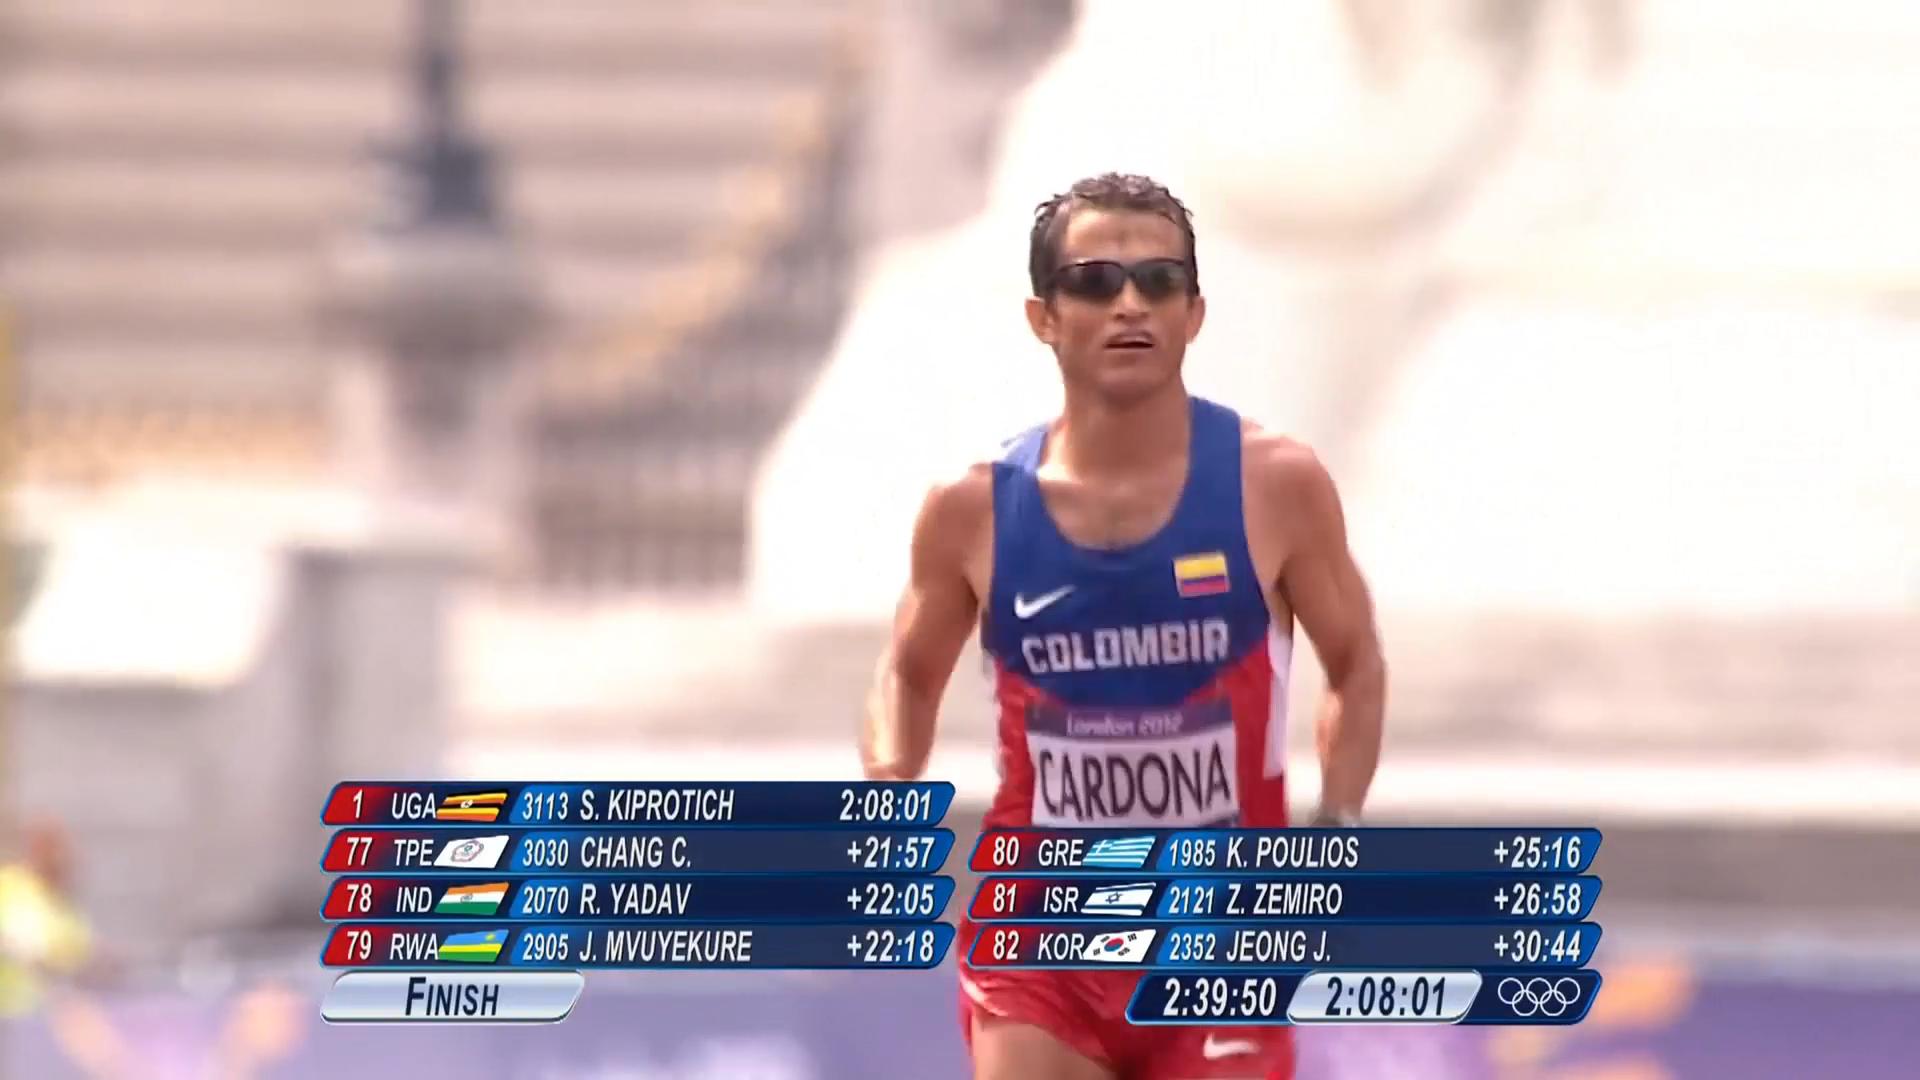 COLOMBIA
London 2012
CARDONA
1 UGA 3113 S. KIPROTICH 2:08:01
77 TPE 3030 CHANG C. +21:57
78 IND 2070 R. YADAV +22:05
79 RWA 2905 J. MVUYEKURE +22:18
80 GRE 1985 K. POULIOS +25:16
81 ISR 2121 Z. ZEMIRO +26:58
82 KOR 2352 JEONG J. +30:44
FINISH
2:39:50 2:08:01